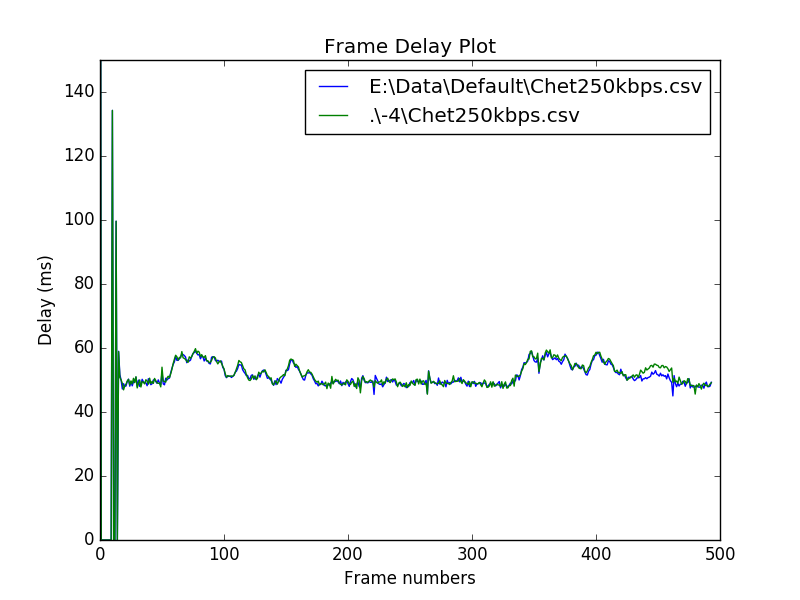 Frame Delay Plot
E:\Data\Default\Chet250kbps.csv
.\-4\Chet250kbps.csv
140
120
100
80
60
40
20
0
Delay (ms)
0 100 200 300 400 500
Frame numbers